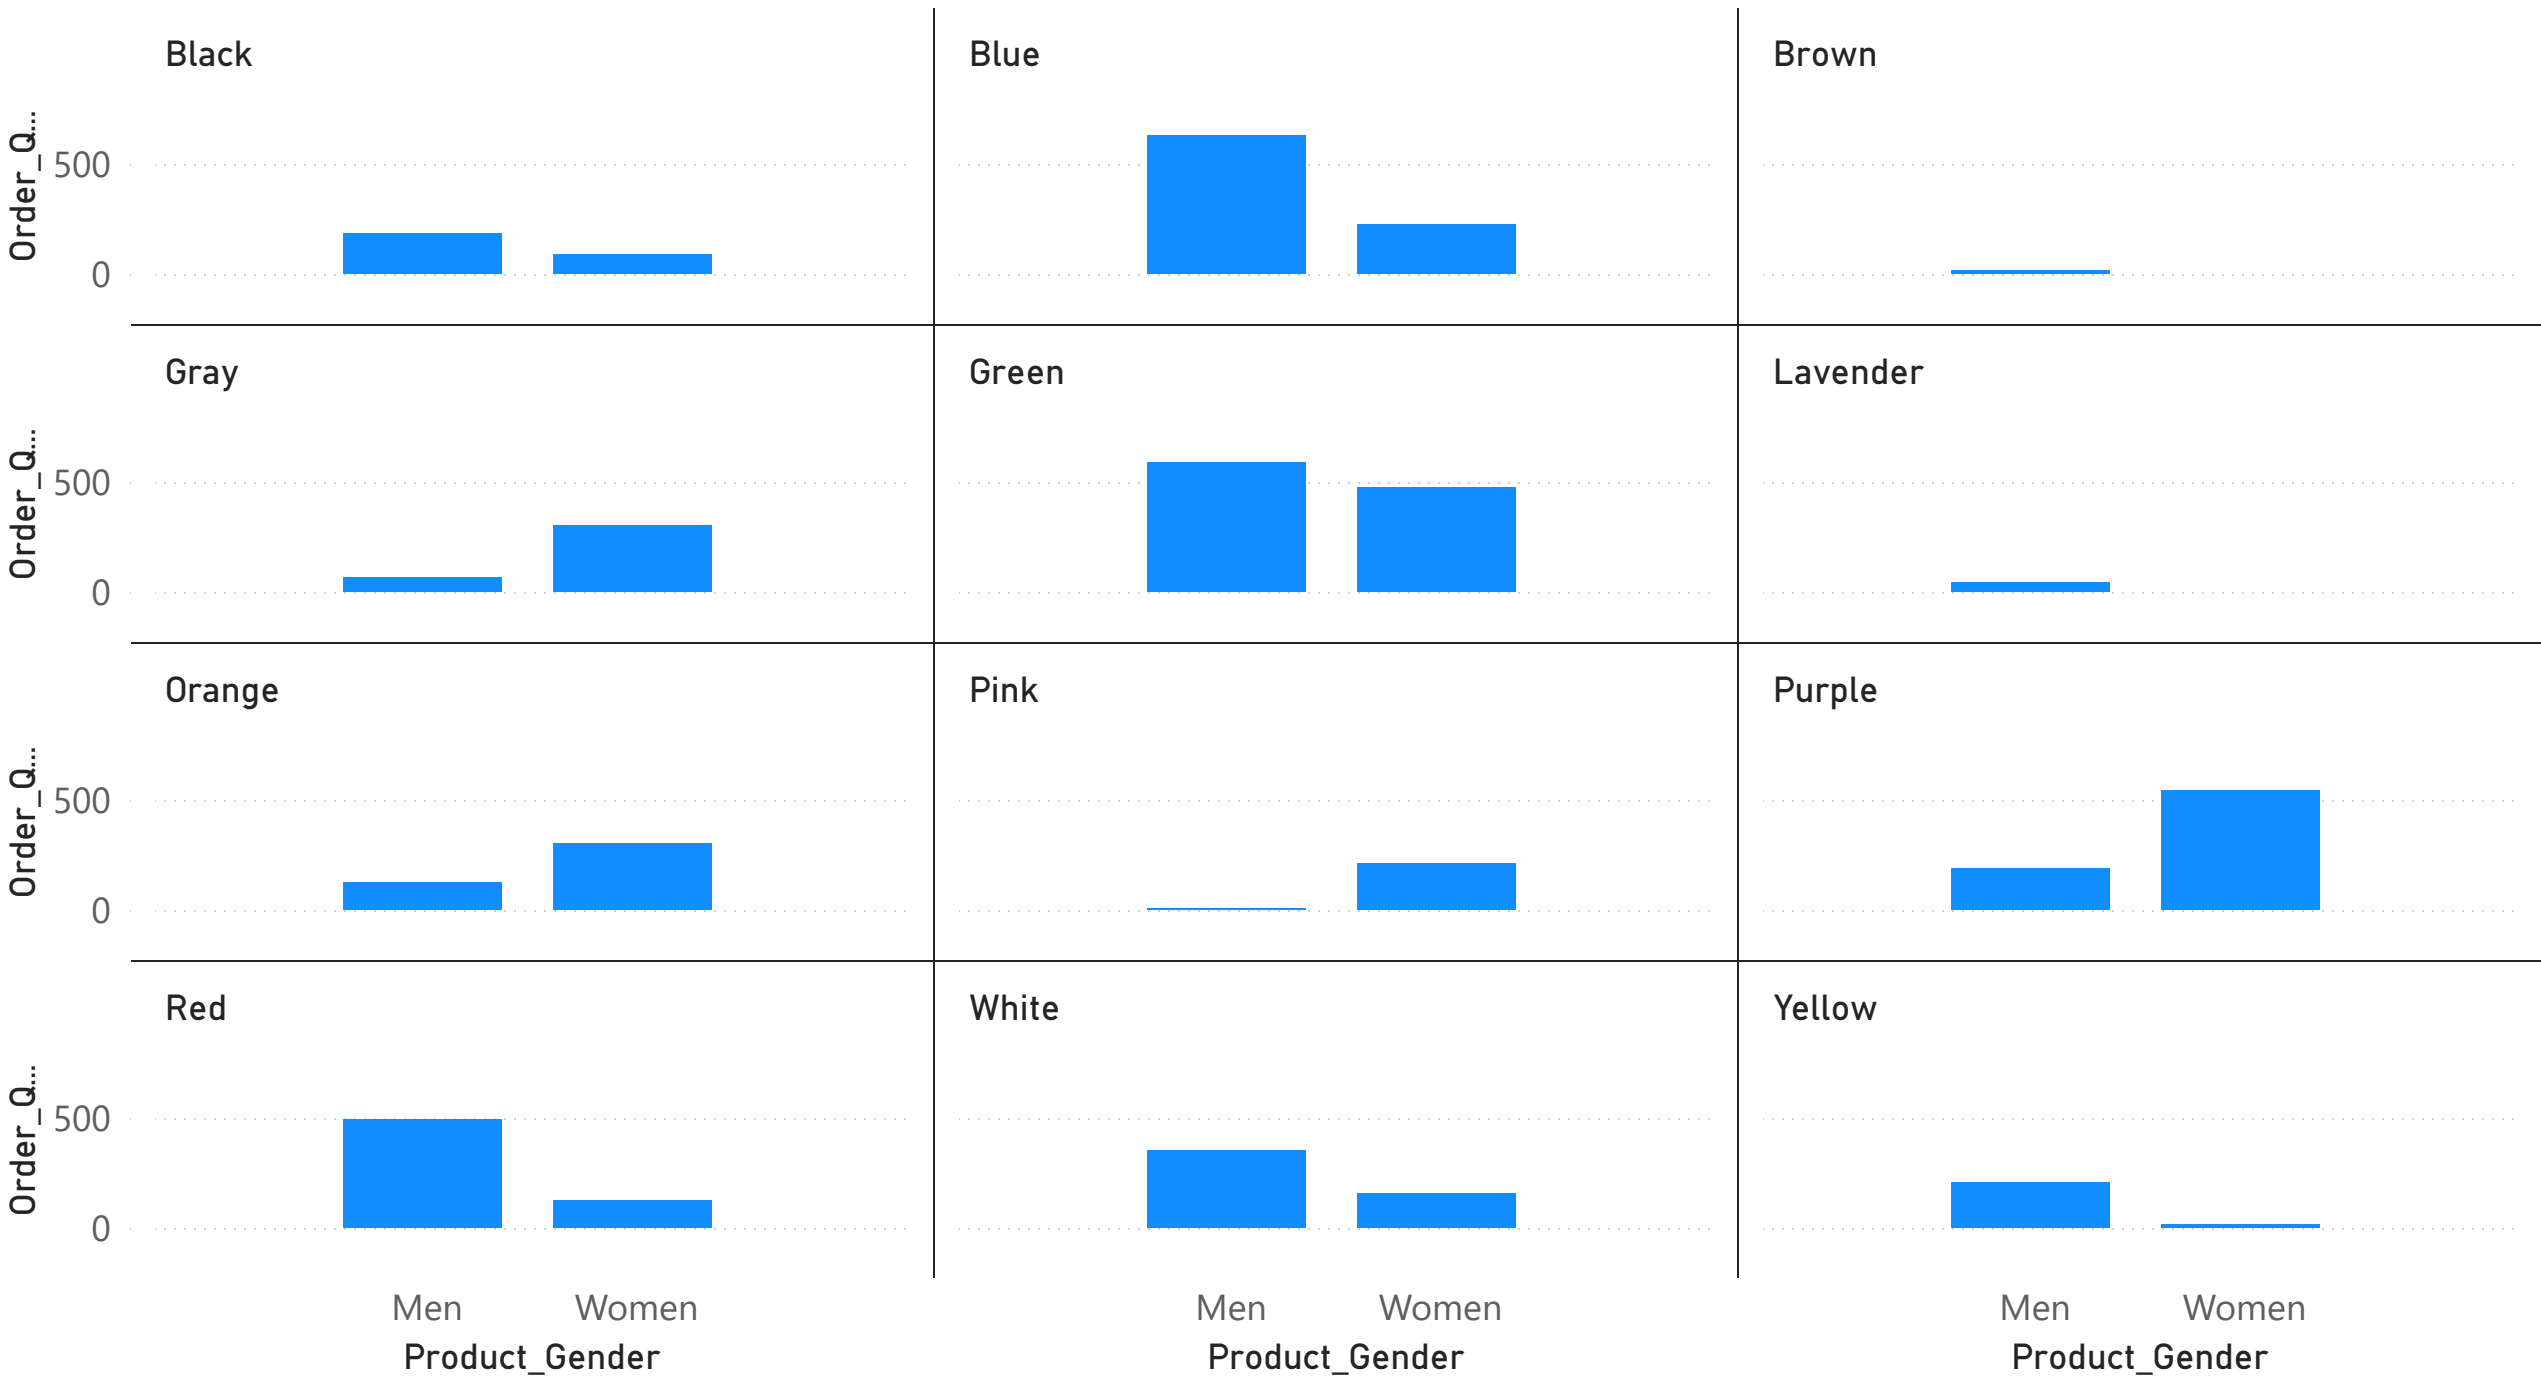 Black
Blue
Brown
Order_Q...
500
0
Gray
Green
Lavender
Order_Q...
500
0
Orange
Pink
Purple
Order_Q...
500
0
Red
White
Yellow
Order_Q...
500
0
Men Women
Men Women
Men Women
Product_Gender
Product_Gender
Product_Gender